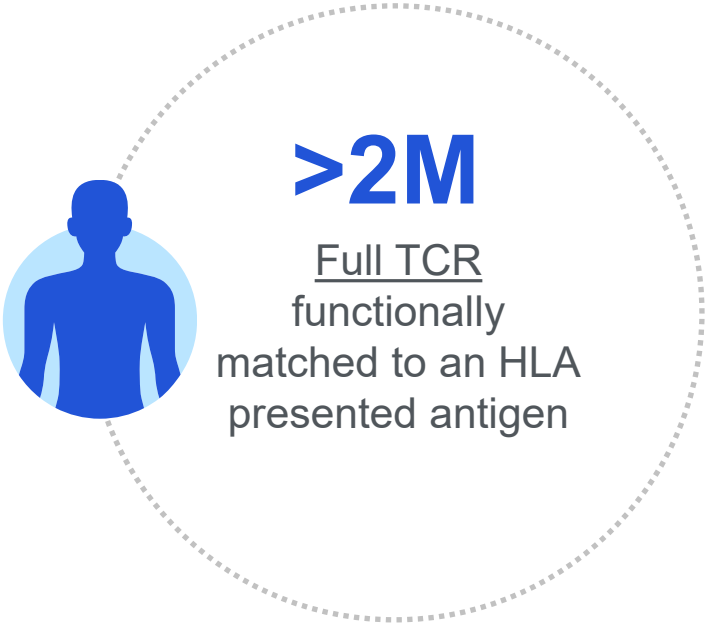 >2M
Full TCR
functionally
matched to an HLA
presented antigen